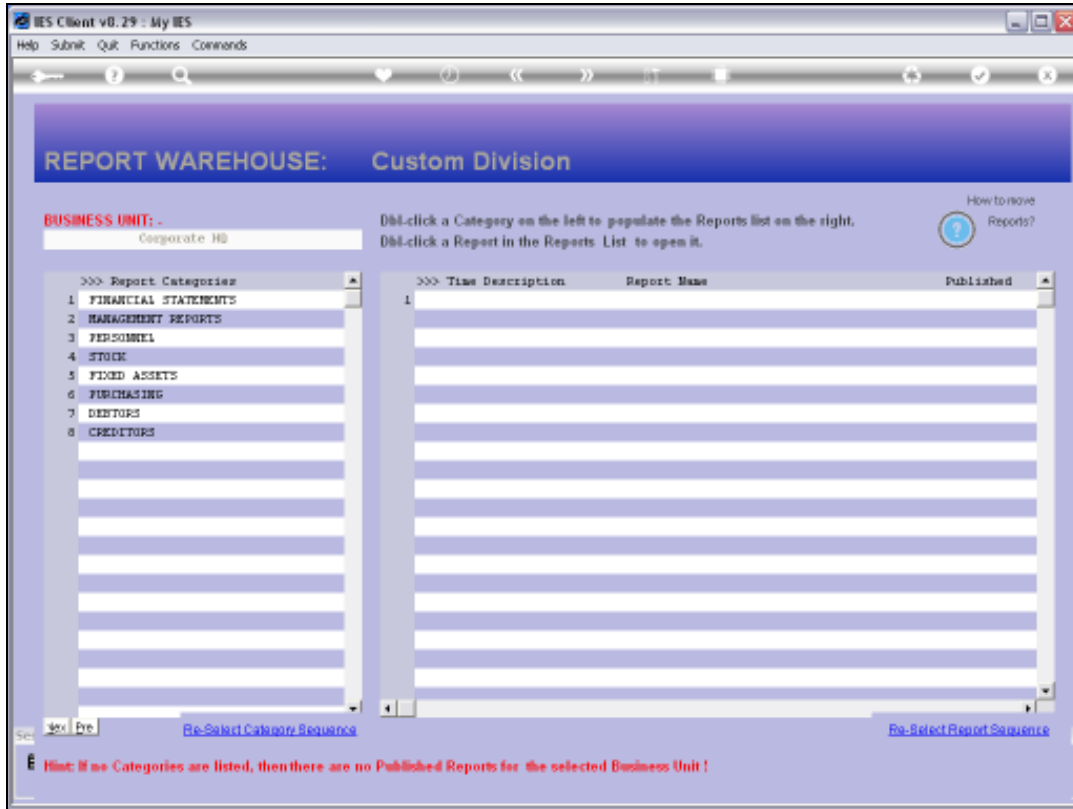 IES Client v8.29 : My IES
Help Submit Quit Functions Commands
REPORT WAREHOUSE: Custom Division
How to move
Reports?
BUSINESS UNIT: -
Corporate HQ
Dbl-click a Category on the left to populate the Reports list on the right.
Dbl-click a Report in the Reports List to open it.
>>> Report Categories
1 FINANCIAL STATEMENTS
2 MANAGEMENT REPORTS
3 PERSONNEL
4 STOCK
5 FIXED ASSETS
6 PURCHASING
7 DEBTORS
8 CREDITORS
>>> Time Description Report Name Published
1
Nex Pre
Re-Select Category Sequence
Re-Select Report Sequence
Hint: If no Categories are listed, then there are no Published Reports for the selected Business Unit !